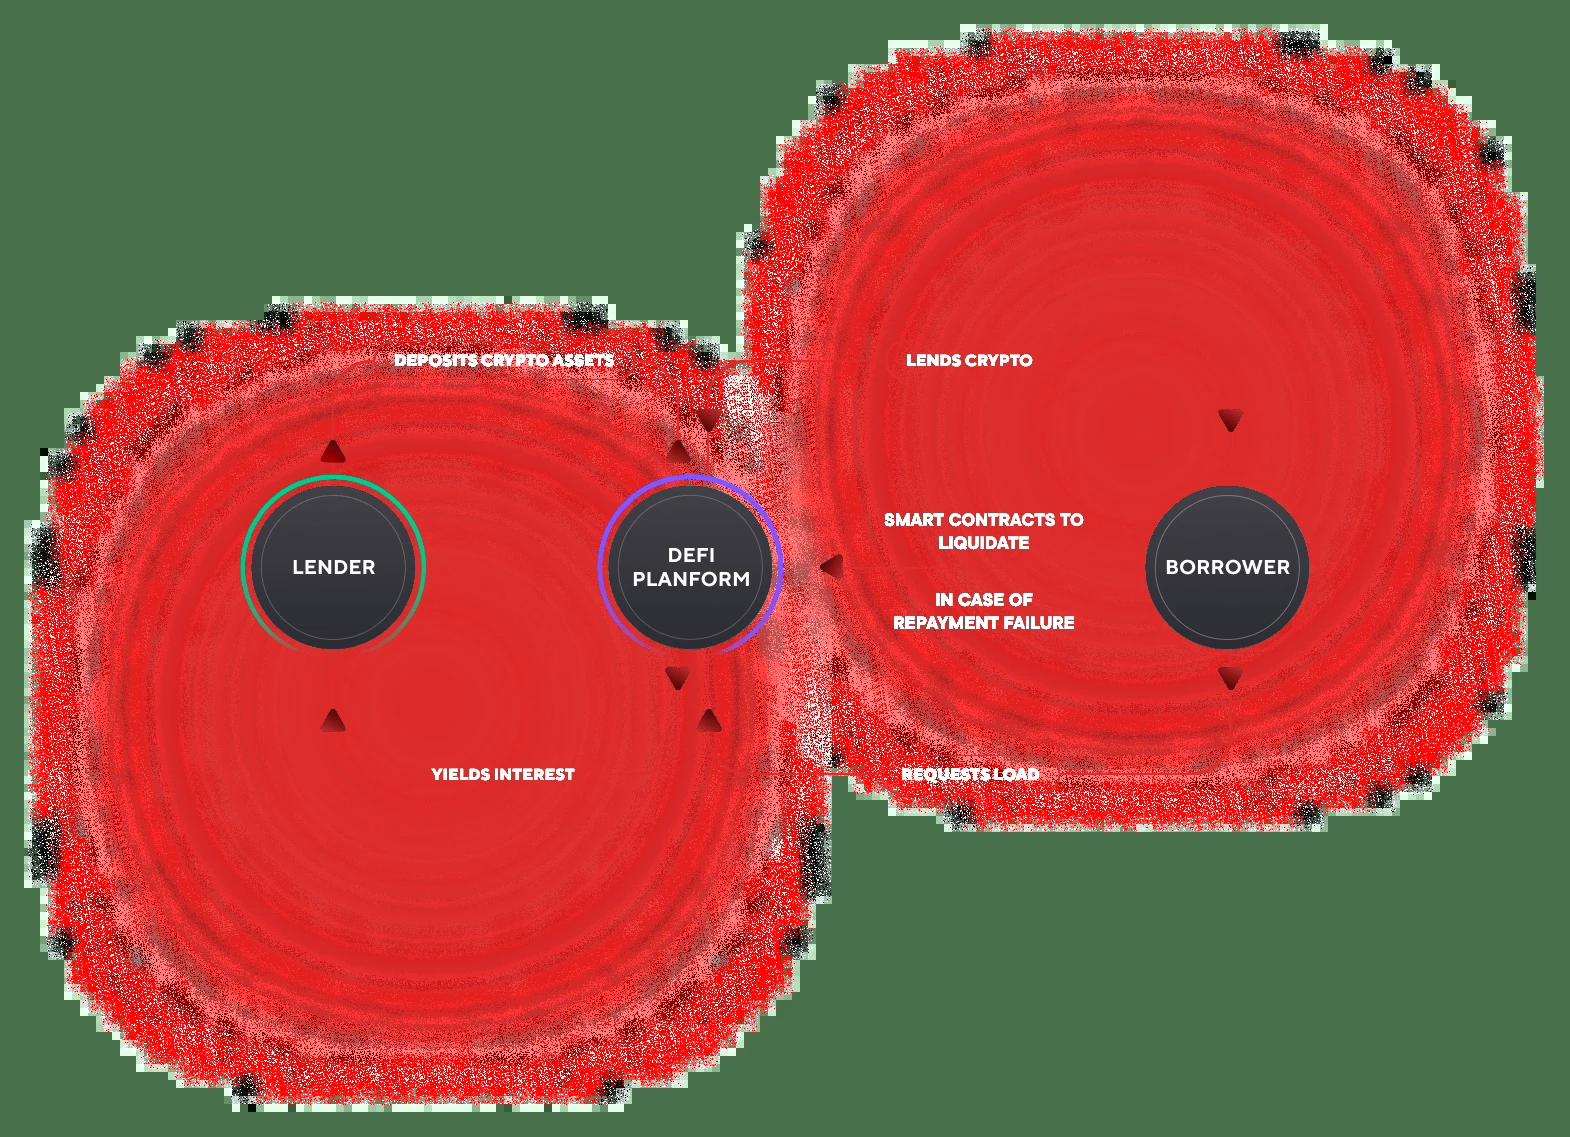 DEPOSITS CRYPTO ASSETS
LENDS CRYPTO
LENDER
DEFI
PLANFORM
SMART CONTRACTS TO
LIQUIDATE
IN CASE OF
REPAYMENT FAILURE
BORROWER
YIELDS INTEREST
REQUESTS LOAD